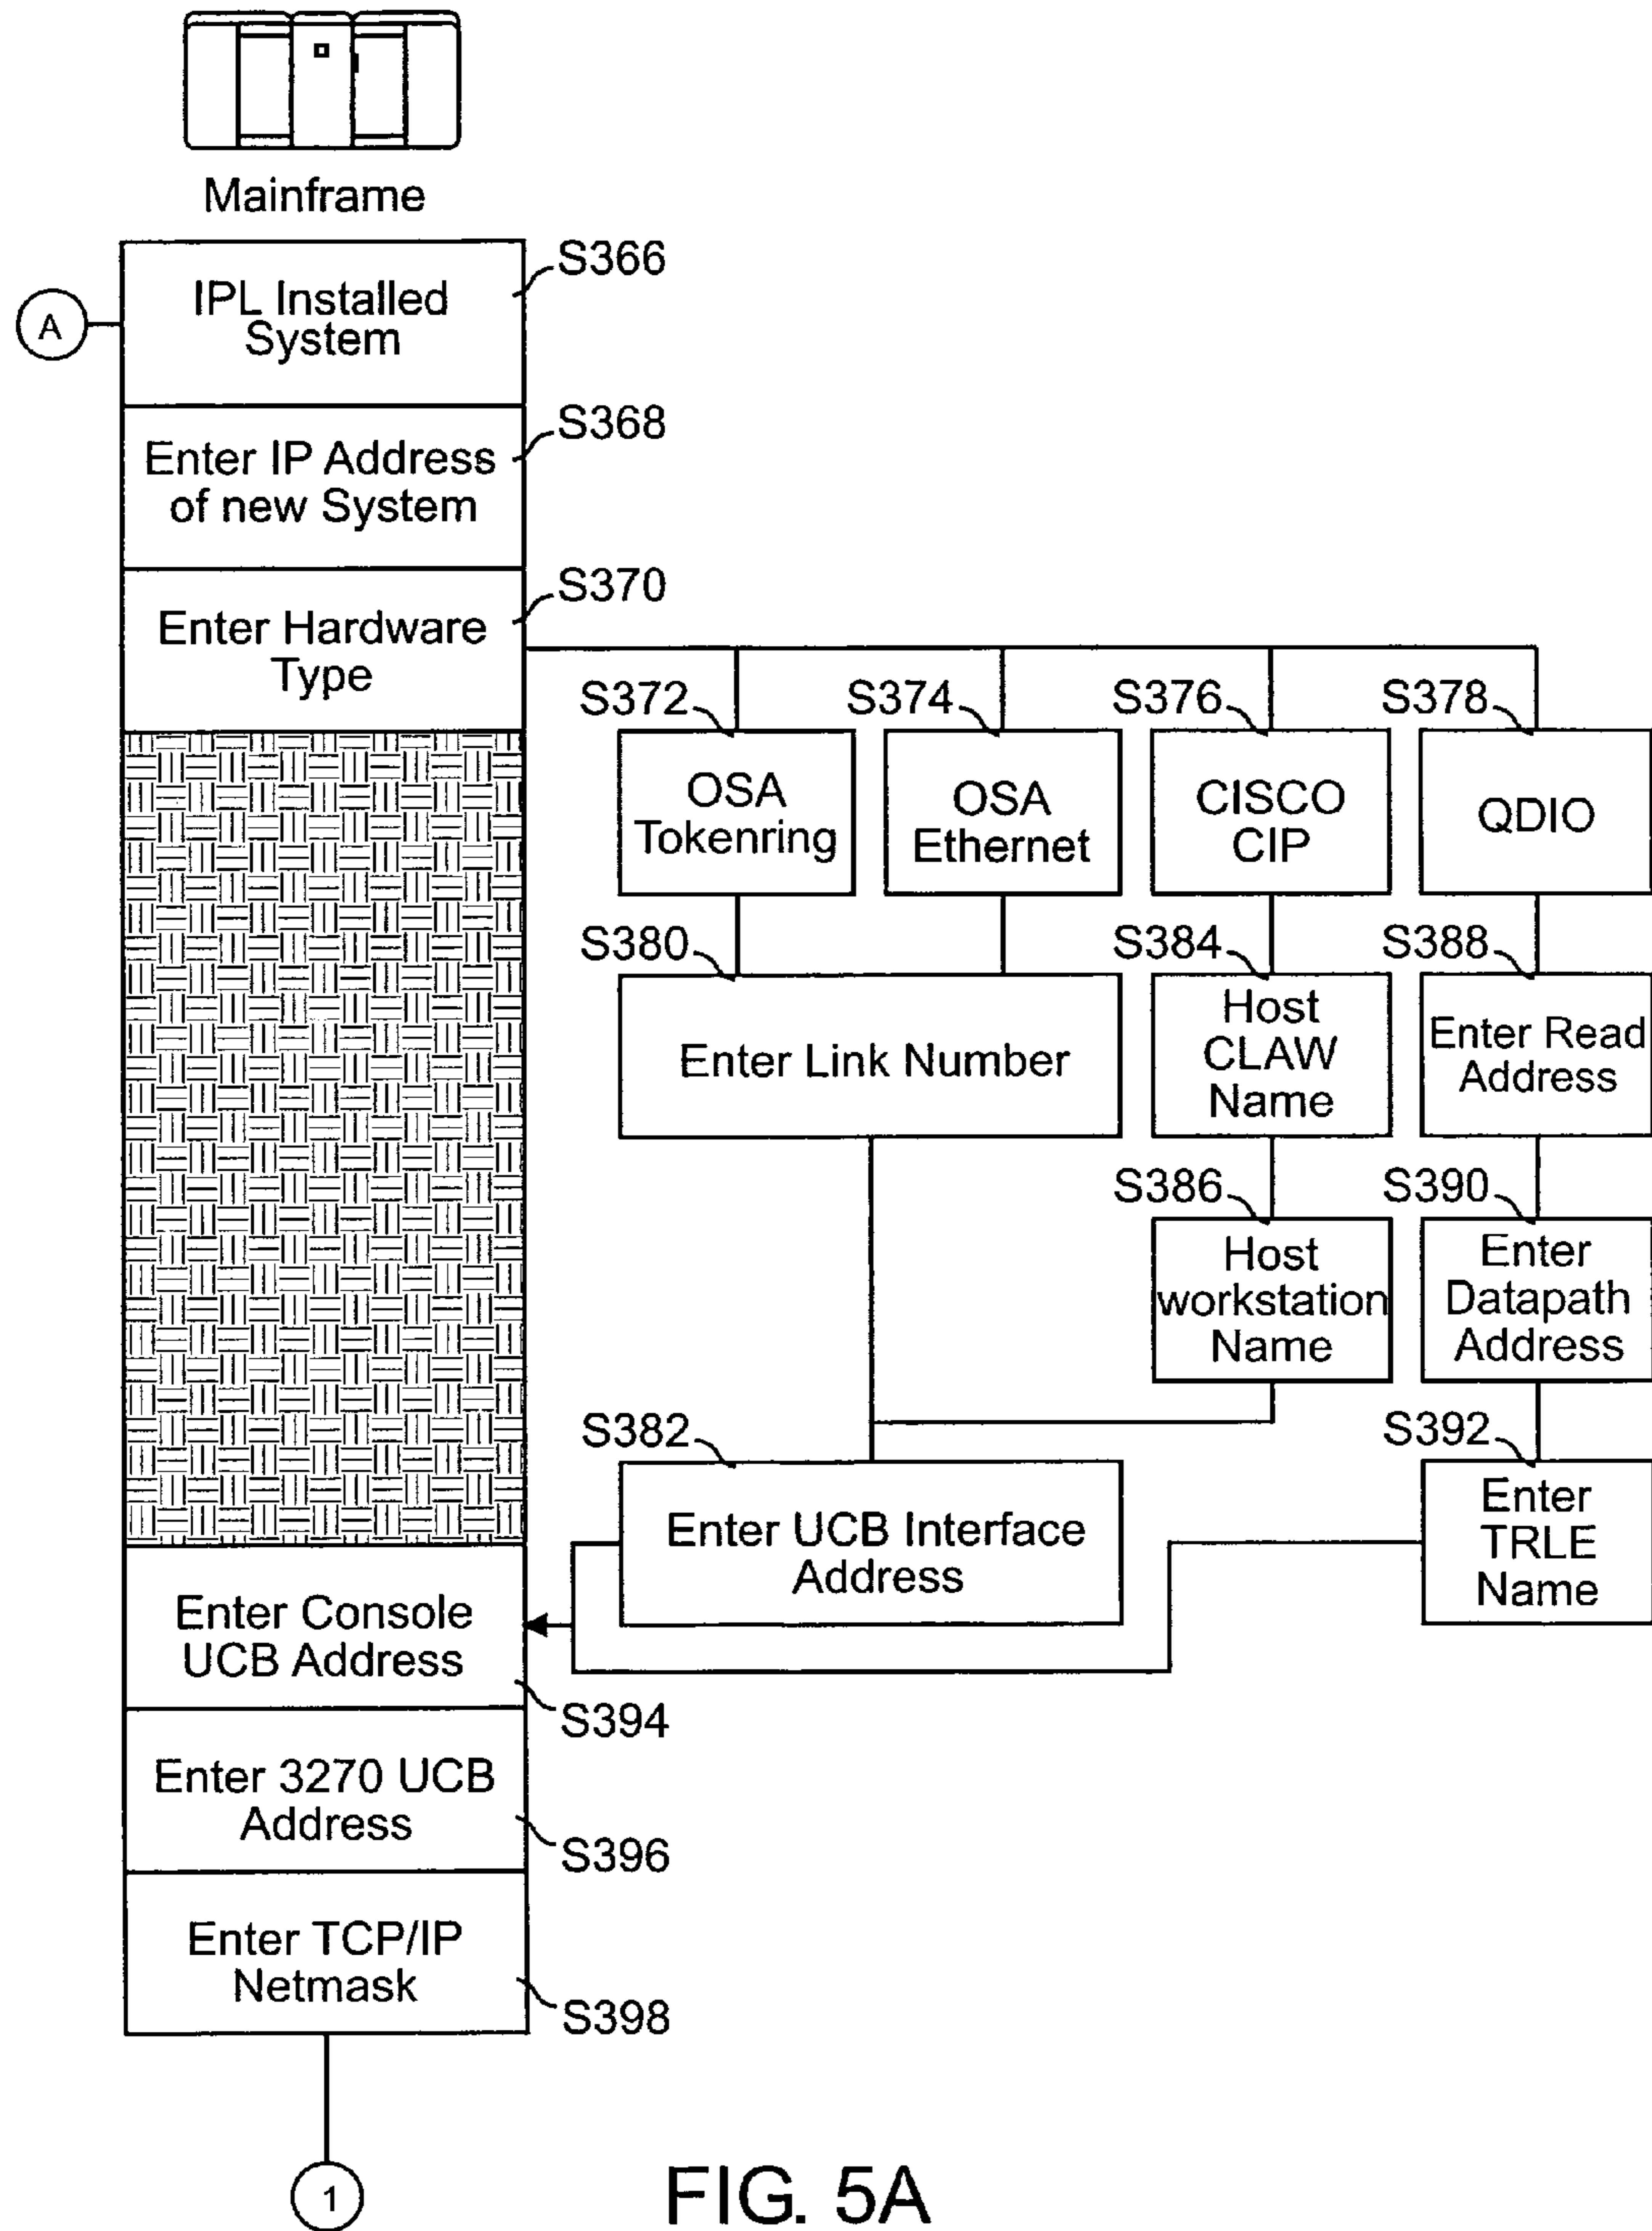 Mainframe
A
IPL Installed
System
S366
Enter IP Address
of new System
S368
Enter Hardware
Type
S370
S372
OSA
Tokenring
S374
OSA
Ethernet
S376
CISCO
CIP
S378
QDIO
S380
Enter Link Number
S384
Host
CLAW
Name
S388
Enter Read
Address
S386
Host
workstation
Name
S390
Enter
Datapath
Address
S382
Enter UCB Interface
Address
S392
Enter
TRLE
Name
Enter Console
UCB Address
S394
Enter 3270 UCB
Address
S396
Enter TCP/IP
Netmask
S398
1
FIG. 5A